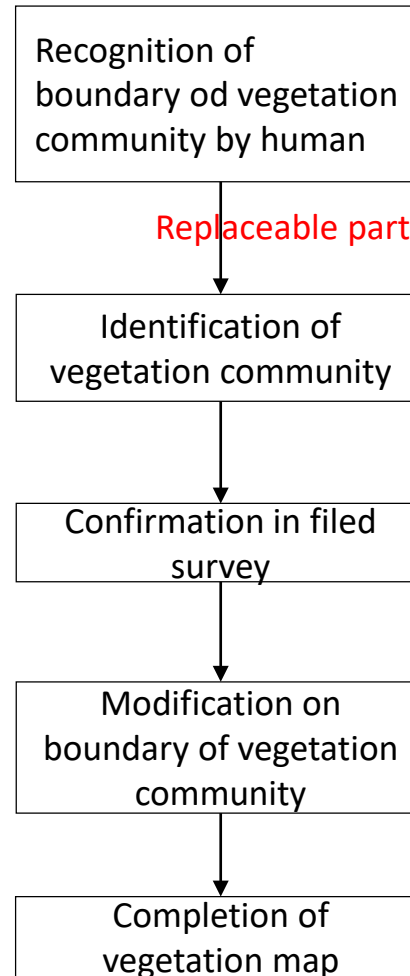 Recognition of
boundary od vegetation
community by human
Replaceable part
Identification of
vegetation community
Confirmation in filed
survey
Modification on
boundary of vegetation
community
Completion of
vegetation map